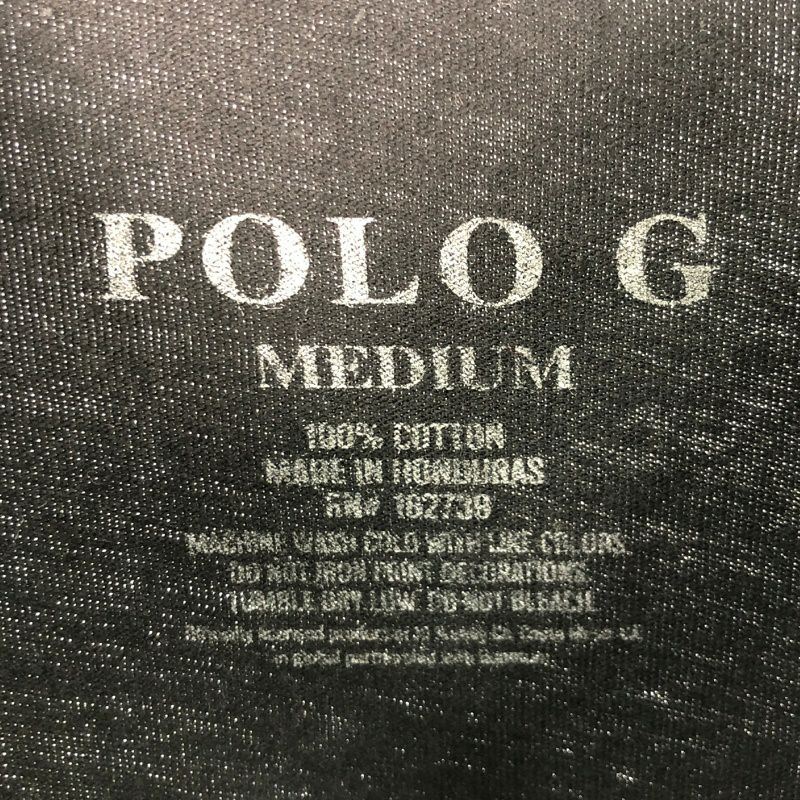 POLO G
MEDIUM
100% COTTON
MADE IN HONDURAS
RN# 162739
MACHINE WASH COLD WITH LIKE COLORS.
DO NOT IRON PRINT DECORATIONS.
TUMBLE DRY LOW. DO NOT BLEACH.